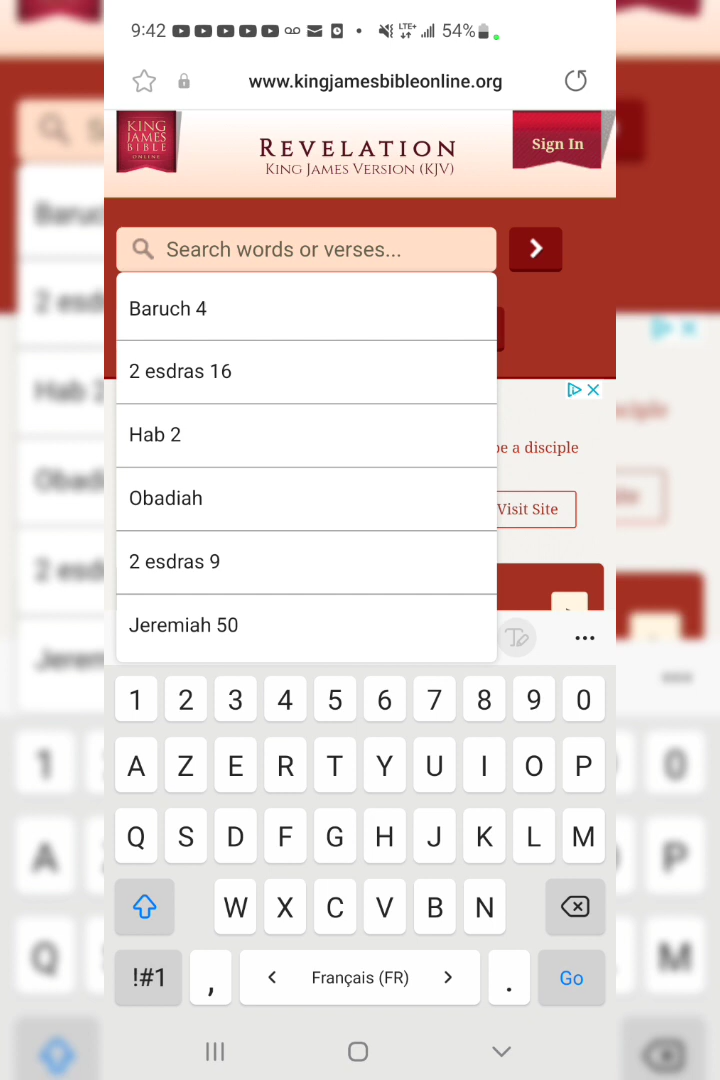 9:42 LTE+ 54%
www.kingjamesbibleonline.org
KING
JAMES
BIBLE
ONLINE
REVELATION
KING JAMES VERSION (KJV)
Sign In
Search words or verses...
Baruch 4
2 esdras 16
Hab 2
be a disciple
Obadiah
Visit Site
2 esdras 9
Jeremiah 50
1 2 3 4 5 6 7 8 9 0
A Z E R T Y U I O P
Q S D F G H J K L M
W X C V B N
!#1 , < Français (FR) > . Go